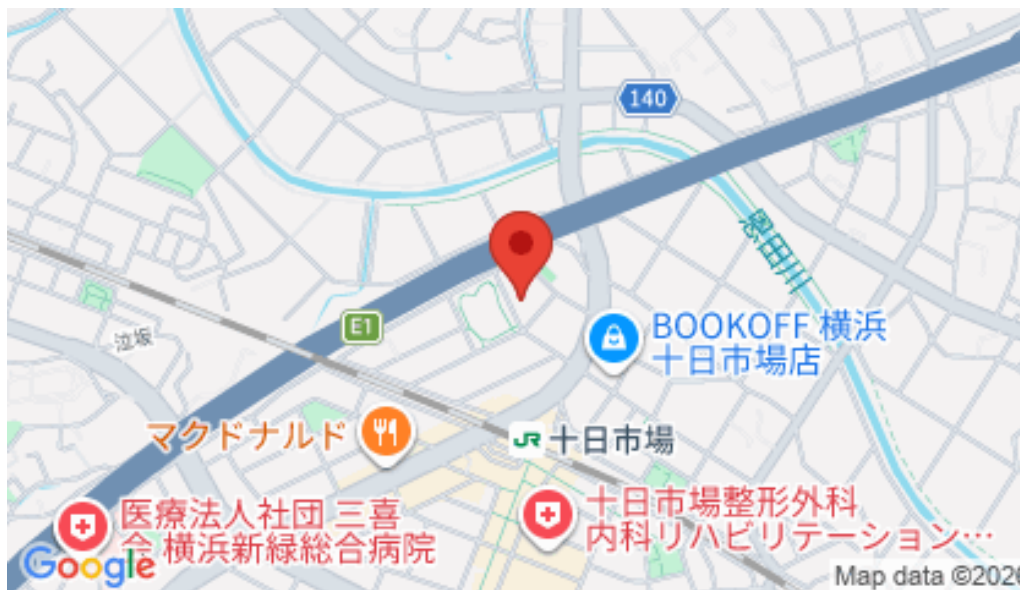 140
恩田川
泣坂
E1
BOOKOFF 横浜
十日市場店
マクドナルド
JR 十日市場
医療法人社団 三喜
会 横浜新緑総合病院
十日市場整形外科
内科リハビリテーション…
Google
Map data ©2026